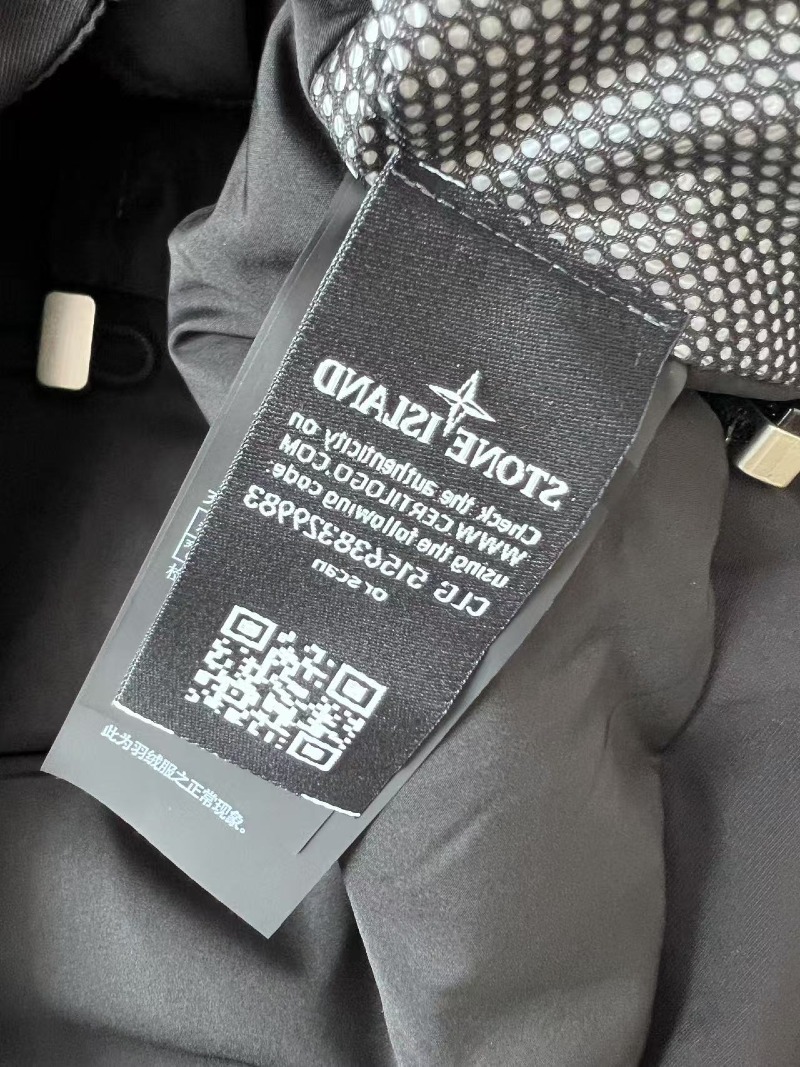 STONE ISLAND
Check the authenticity on
WWW.CERTILOGO.COM
using the following code:
CLG 515638329983
or scan
此为羽绒服之正常现象。